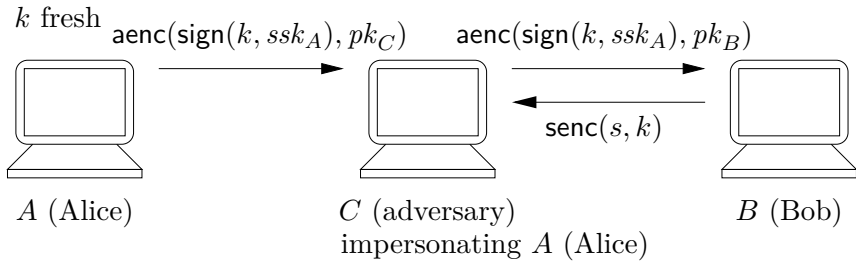 k fresh
aenc(sign(k, ssk_A), pk_C)
aenc(sign(k, ssk_A), pk_B)
senc(s, k)
A (Alice)
C (adversary)
impersonating A (Alice)
B (Bob)